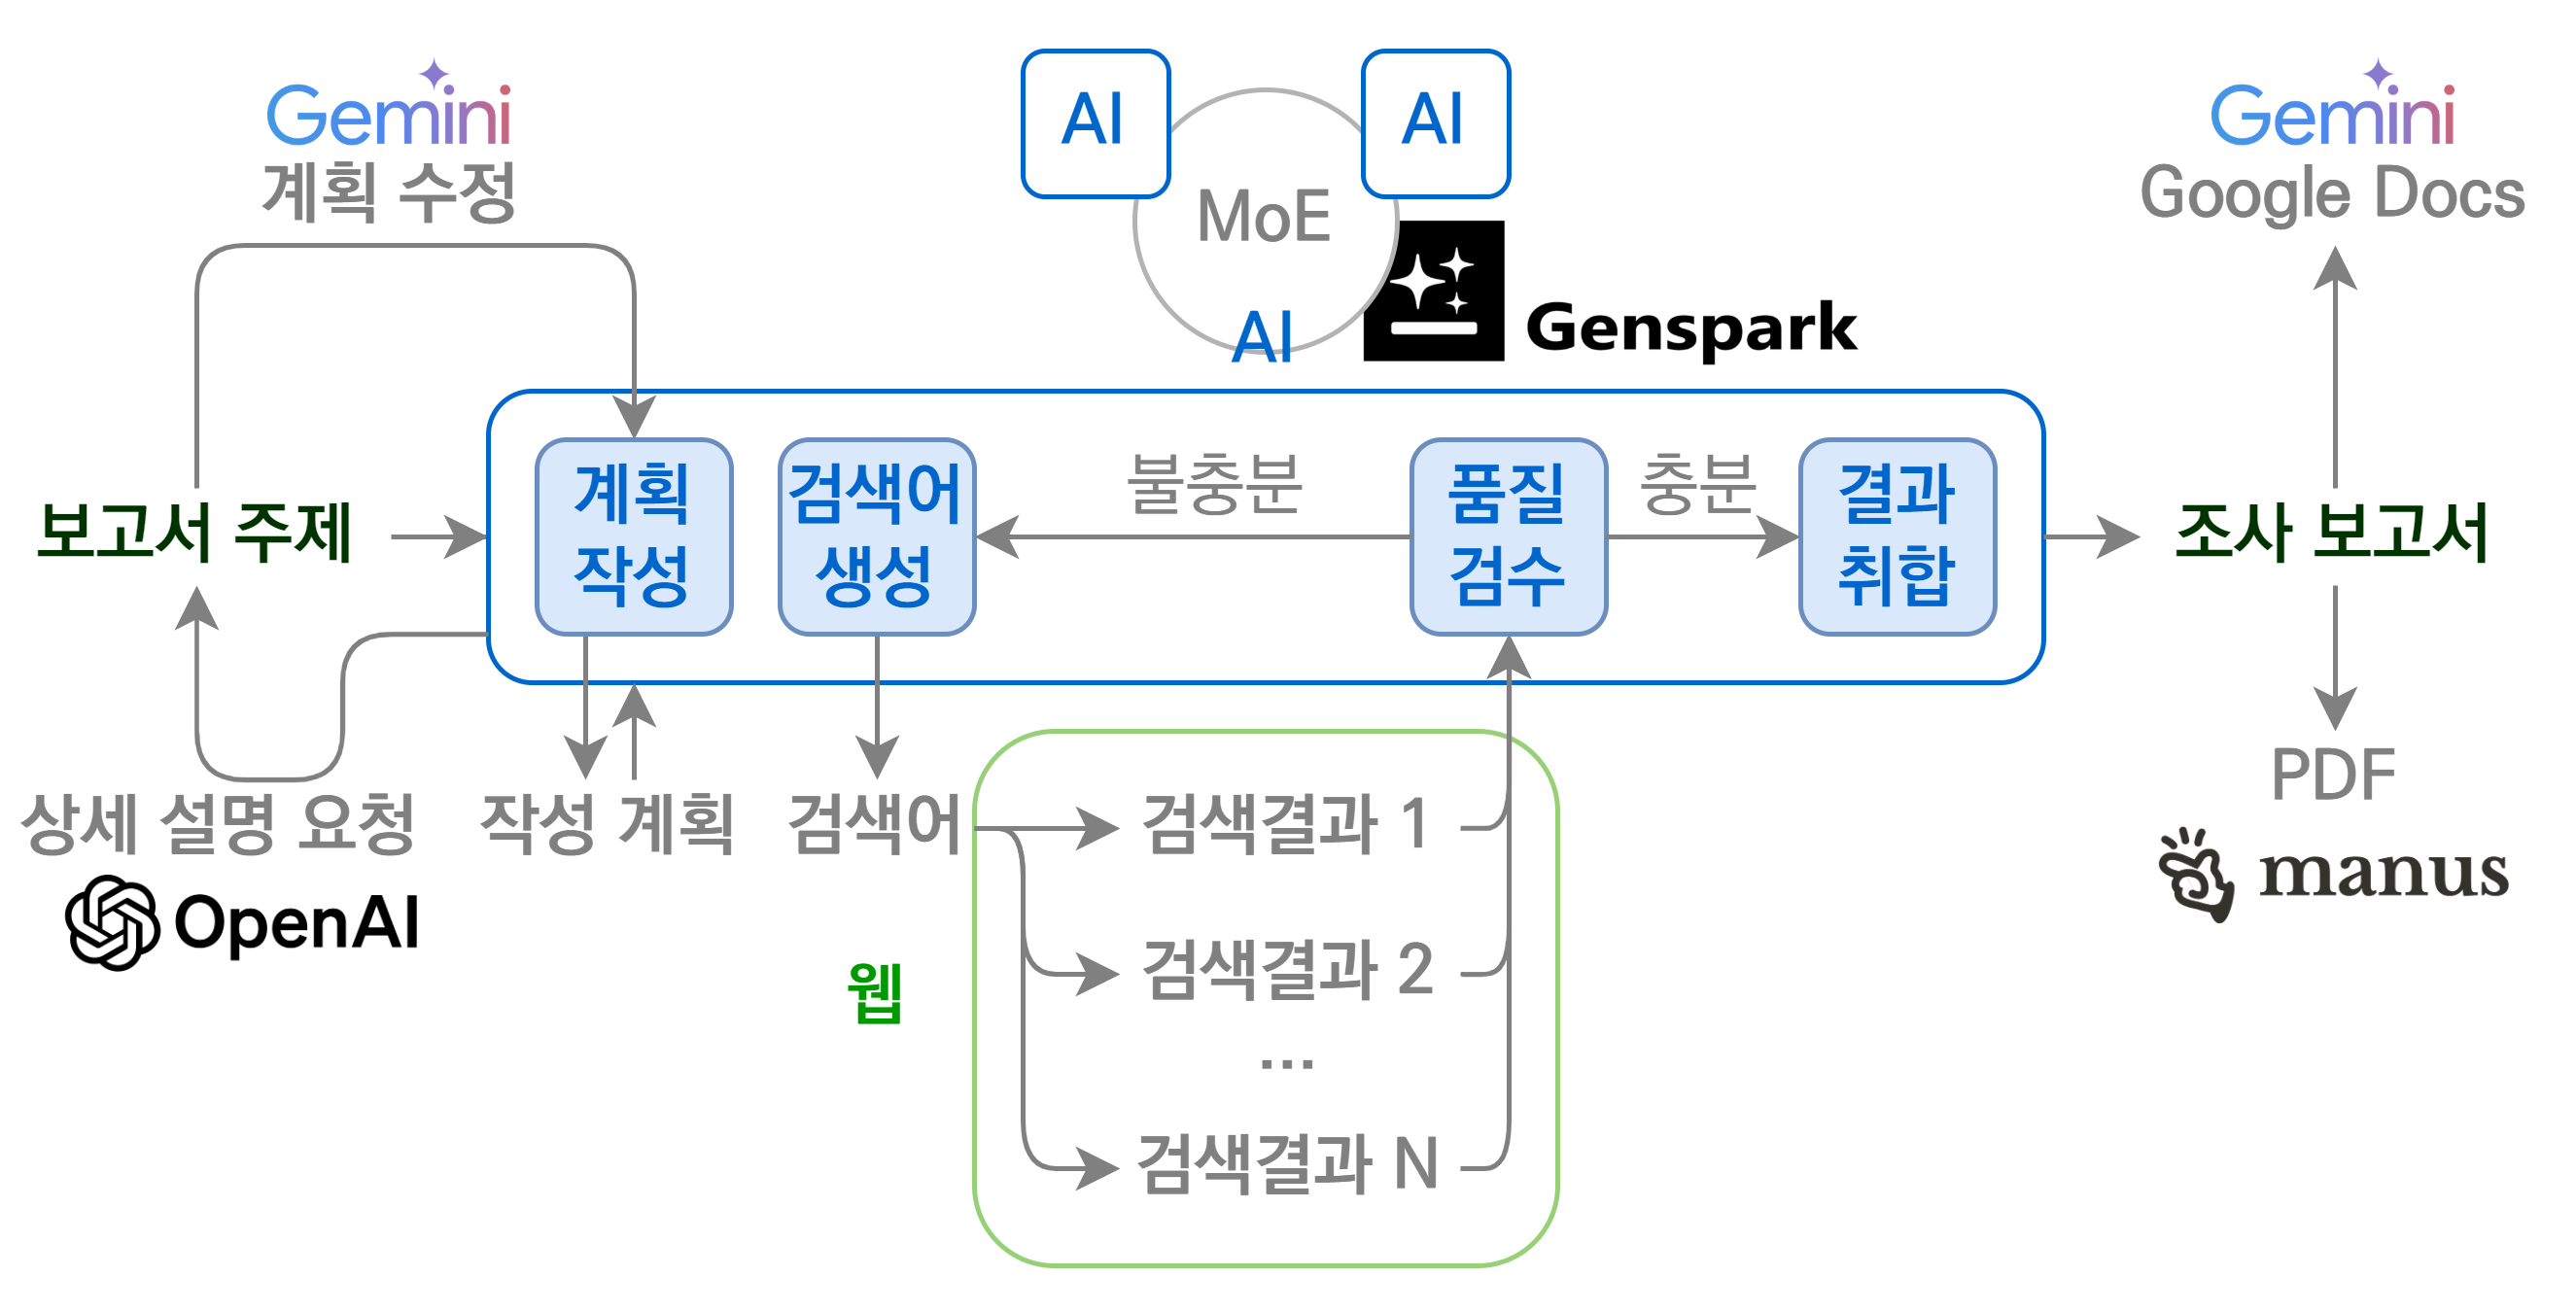 Gemini
계획 수정
AI
AI
MoE
AI
Genspark
Gemini
Google Docs
보고서 주제
계획
작성
검색어
생성
불충분
품질
검수
충분
결과
취합
조사 보고서
상세 설명 요청
OpenAI
작성 계획
검색어
웹
검색결과 1
검색결과 2
...
검색결과 N
PDF
manus